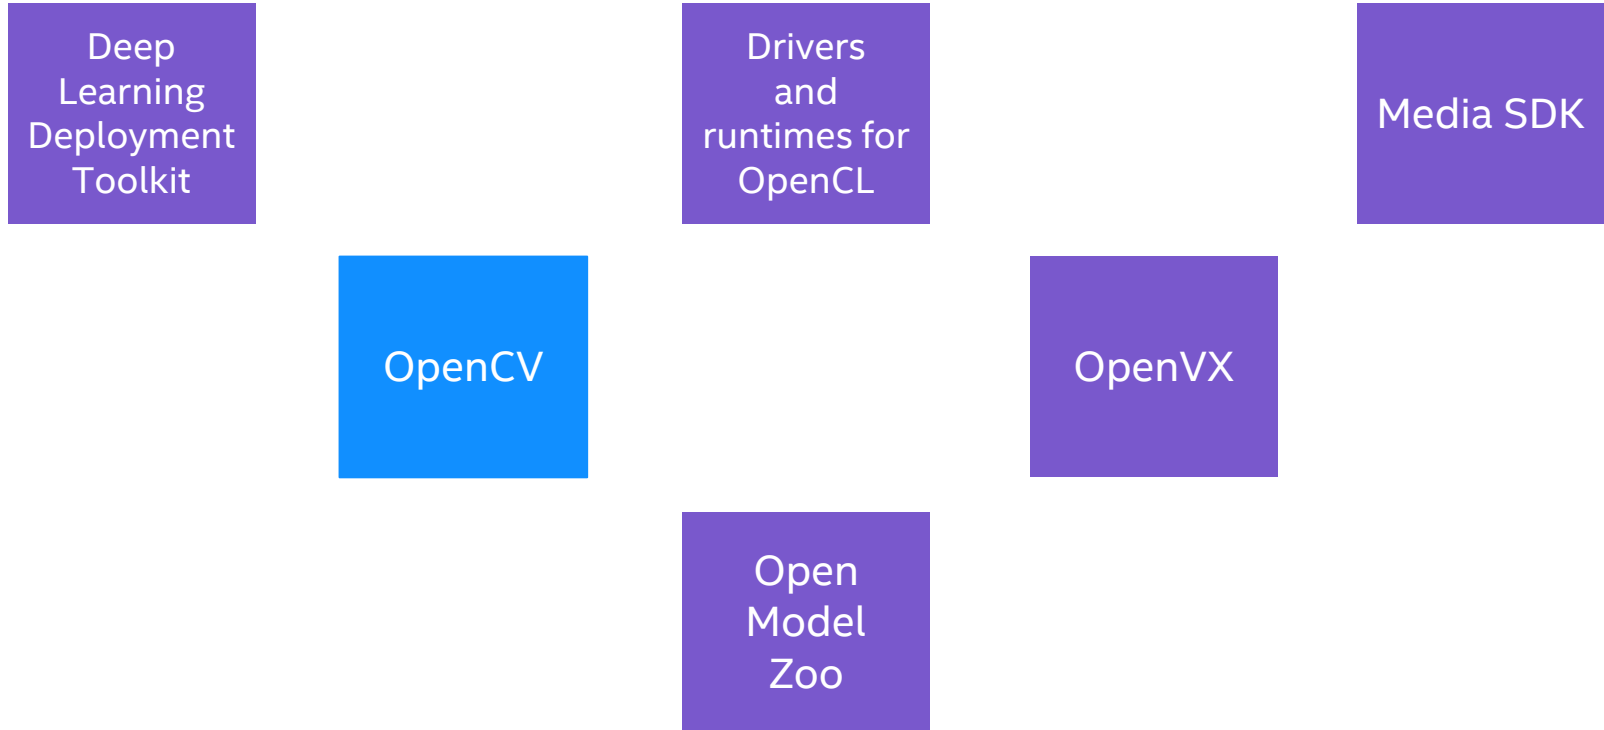 Deep
Learning
Deployment
Toolkit
Drivers
and
runtimes for
OpenCL
Media SDK
OpenCV
OpenVX
Open
Model
Zoo